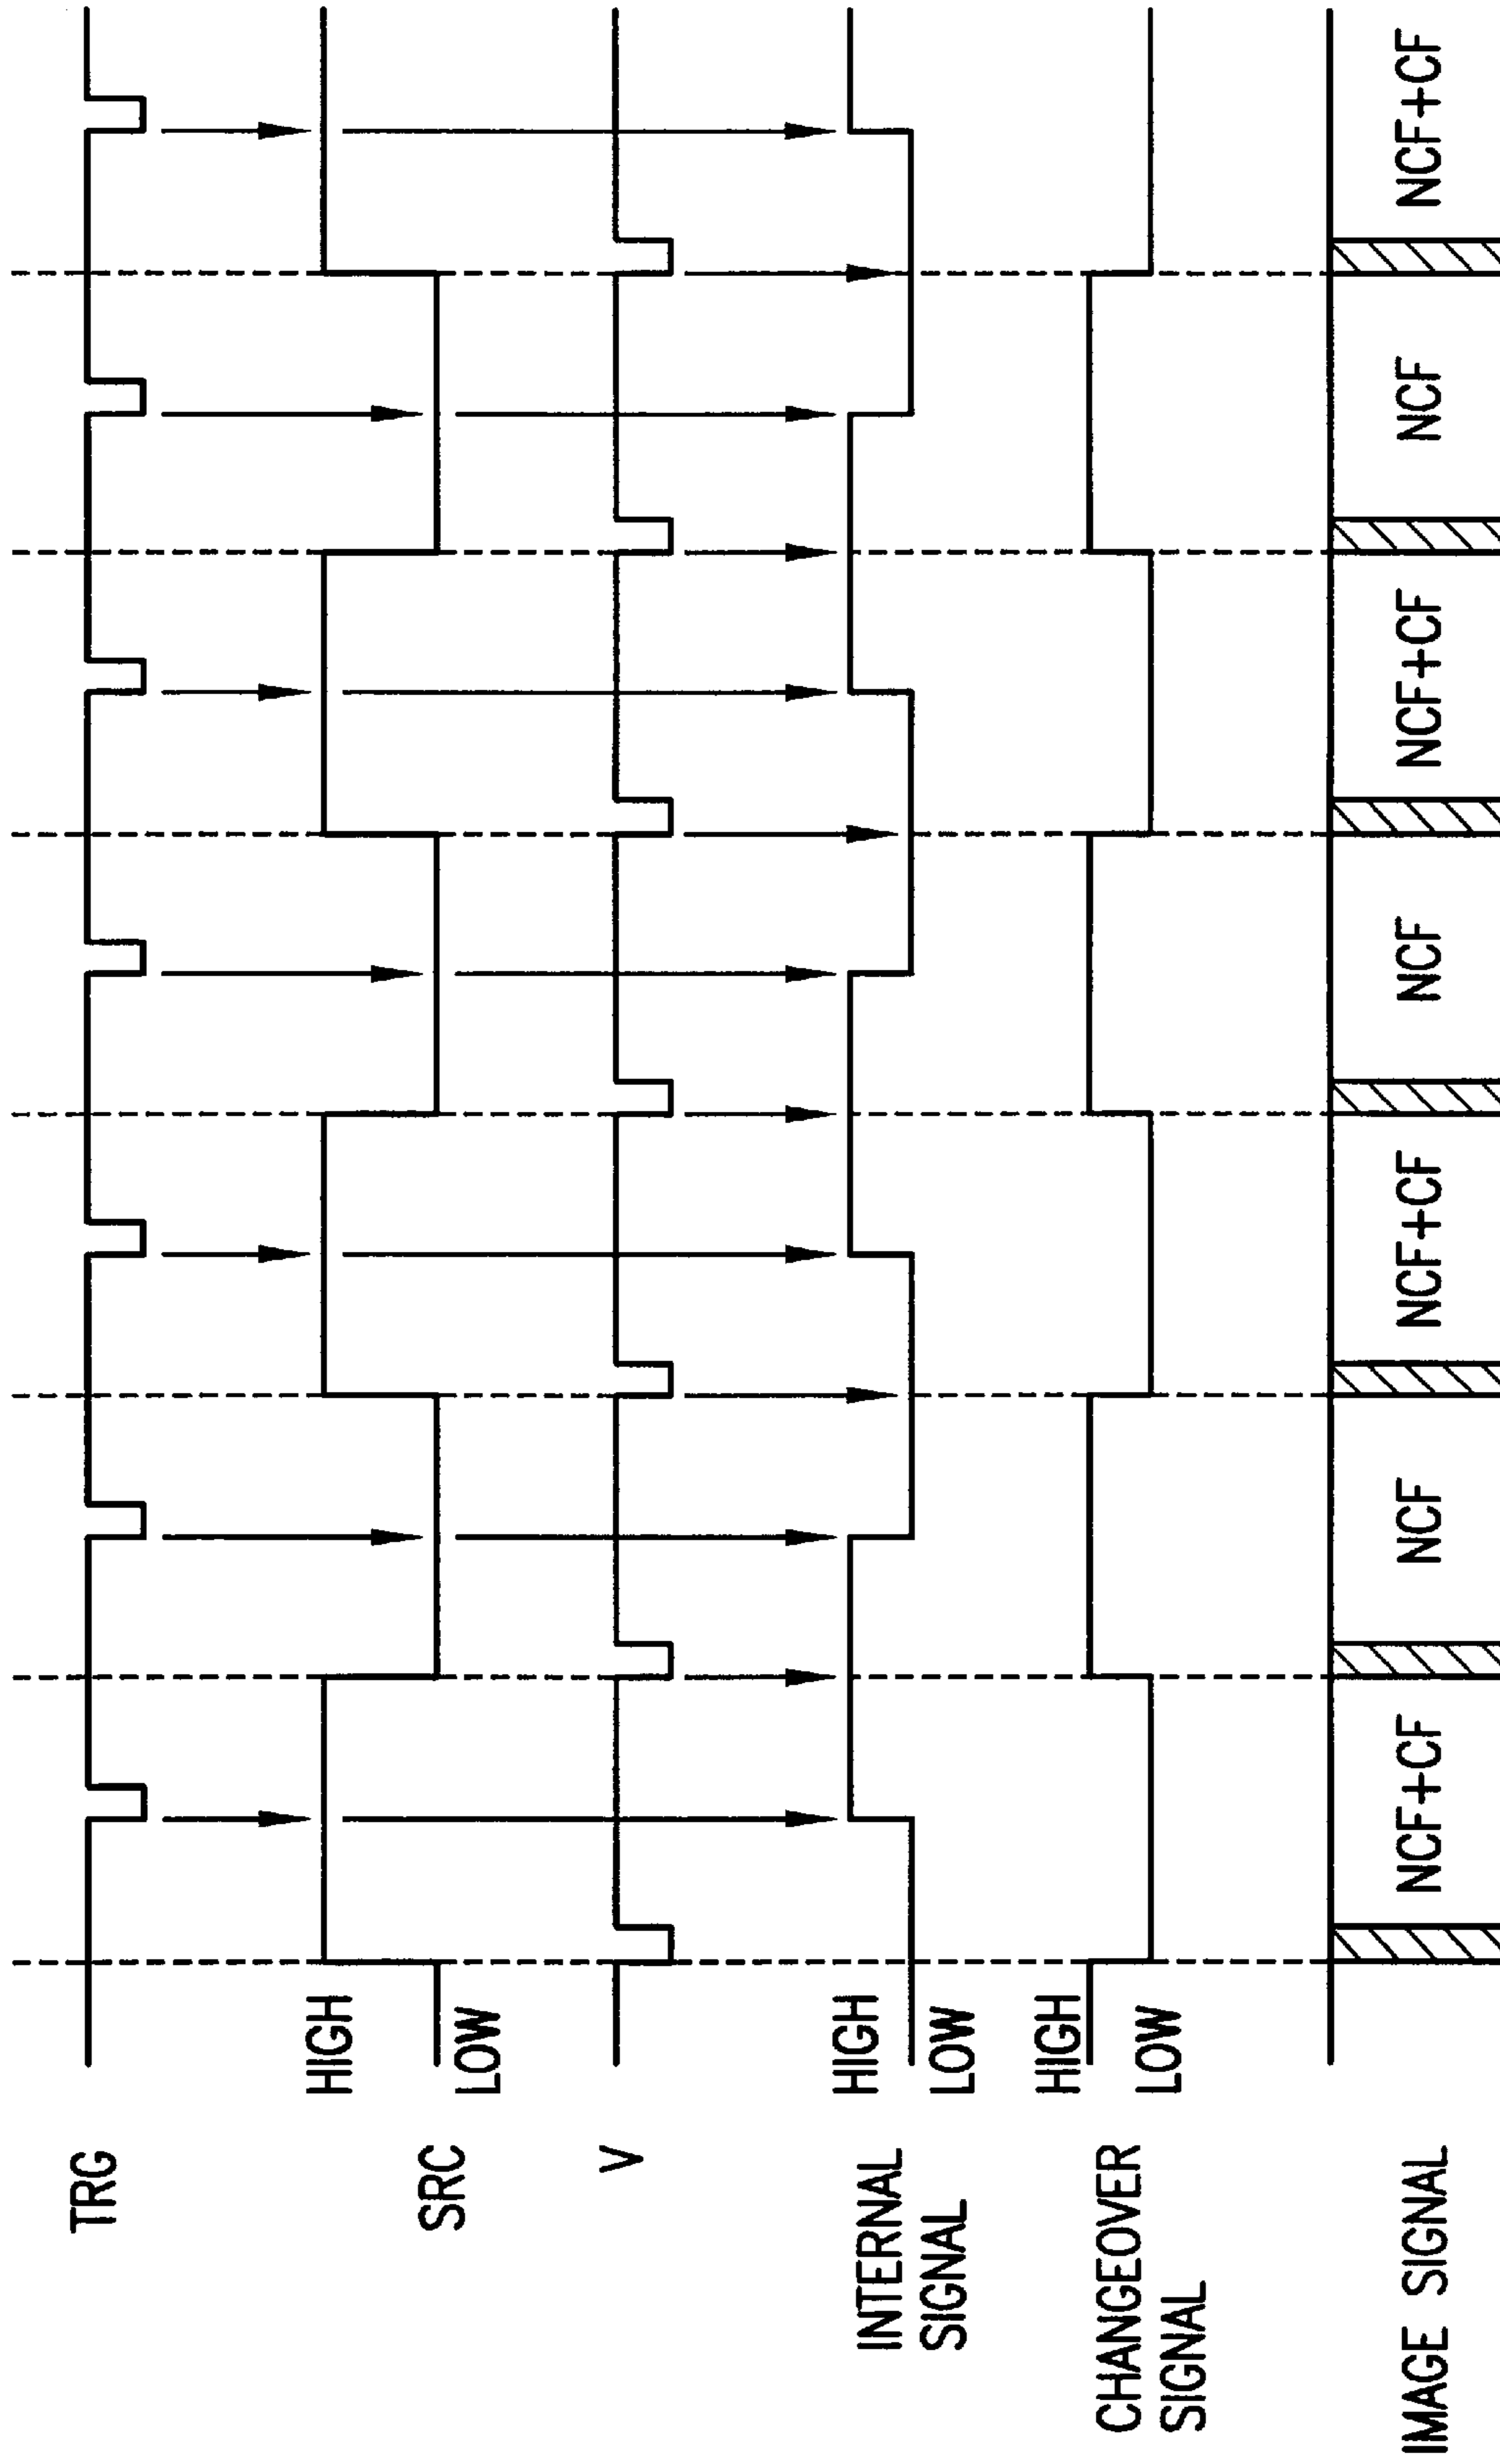 TRG
HIGH
SRC
LOW
V
HIGH
INTERNAL
SIGNAL
LOW
HIGH
CHANGEOVER
SIGNAL
LOW
IMAGE SIGNAL
NCF+CF
NCF
NCF+CF
NCF
NCF+CF
NCF
NCF+CF